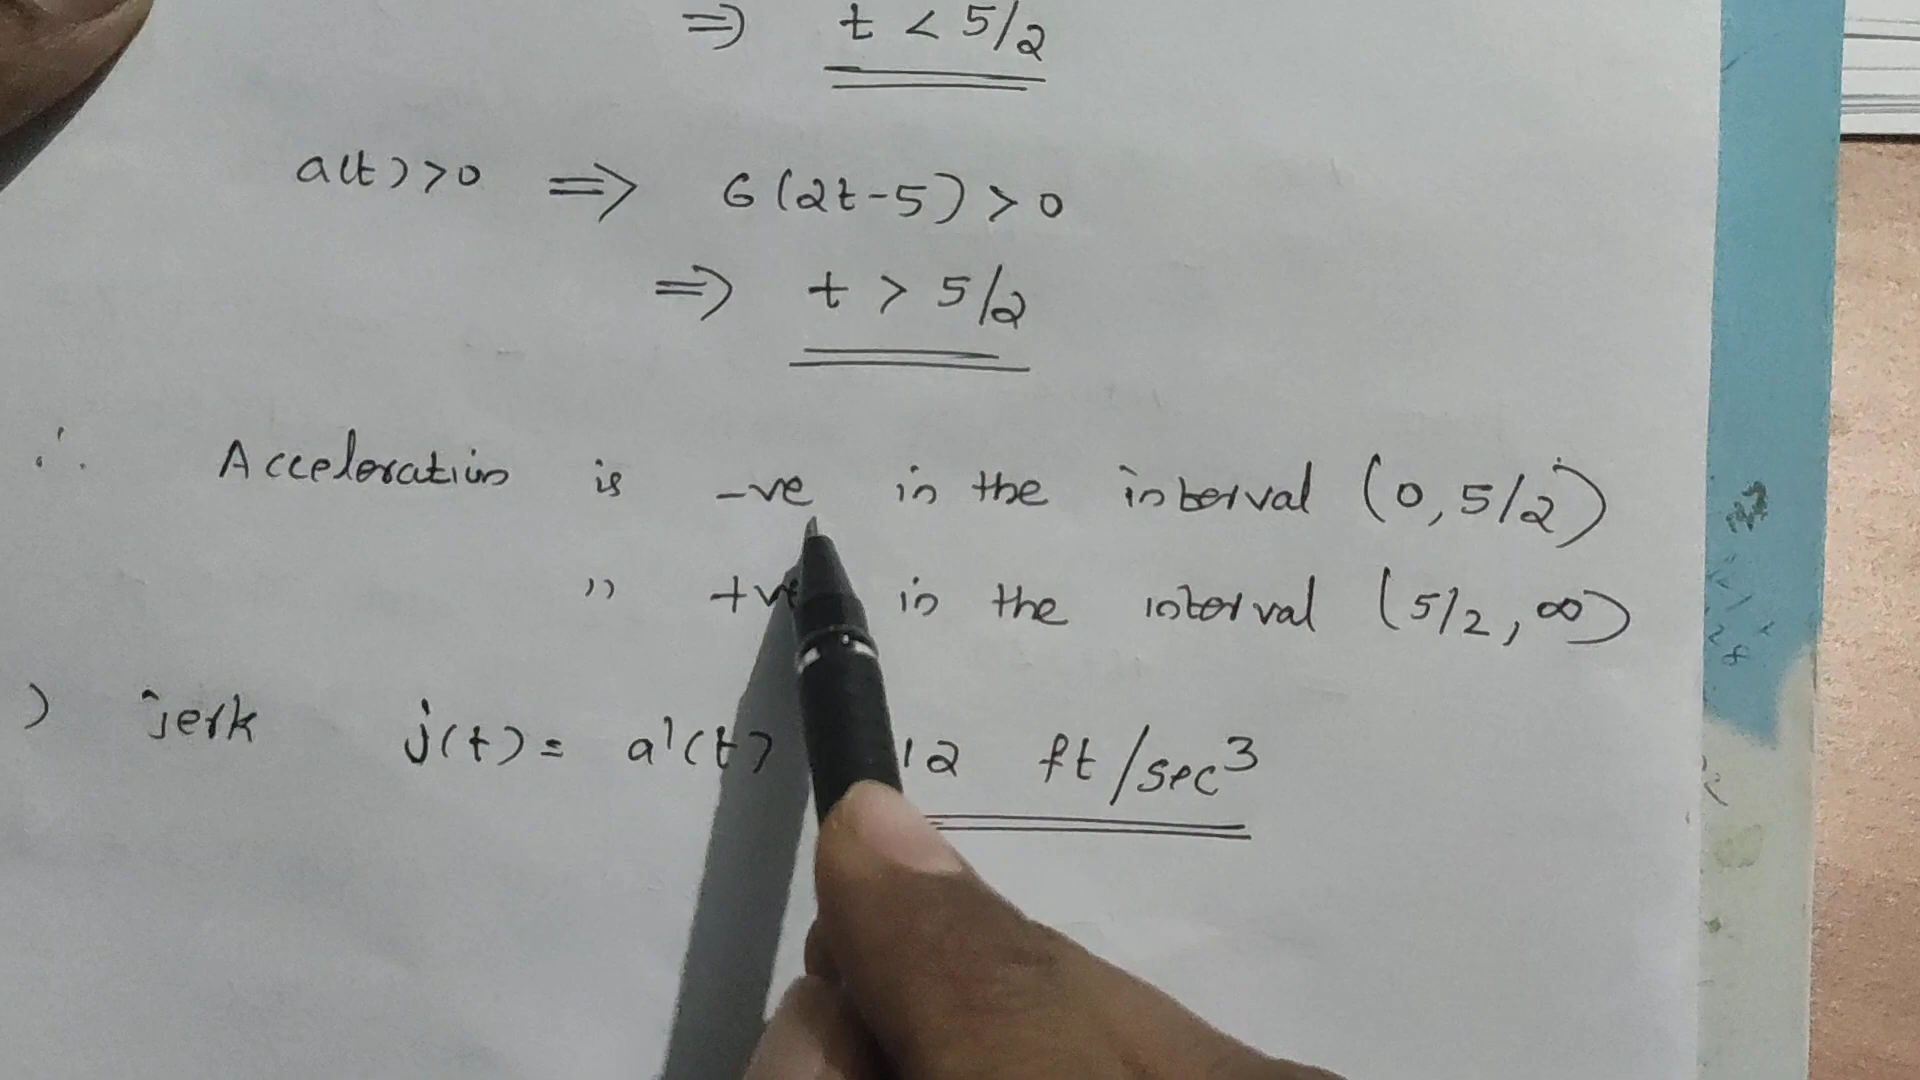 ⇒ t < 5/2
a(t) > 0 ⇒ 6(2t-5) > 0
⇒ t > 5/2
∴ Acceleration is -ve in the interval (0, 5/2)
" +ve in the interval (5/2, ∞)
) jerk j(t) = a'(t) 12 ft/sec³